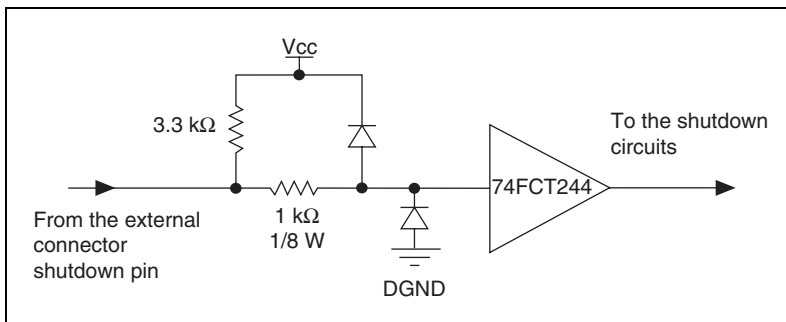 Vcc
3.3 kΩ
To the shutdown
circuits
74FCT244
From the external
connector
shutdown pin
1 kΩ
1/8 W
DGND